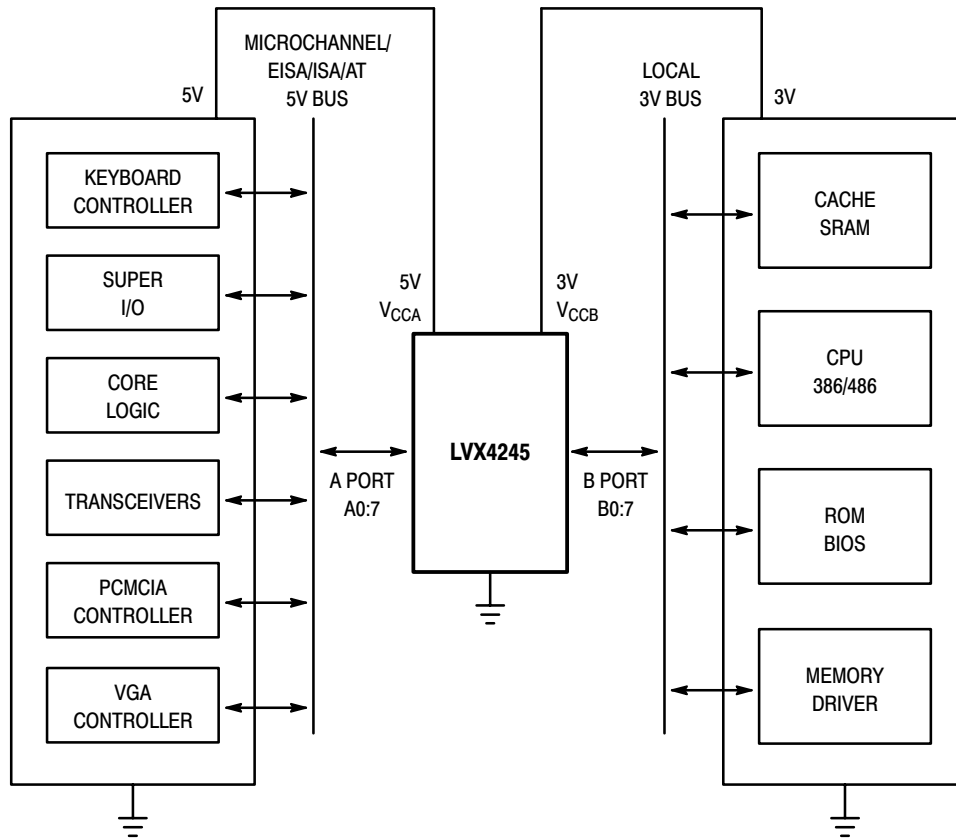 MICROCHANNEL/
EISA/ISA/AT
5V BUS
5V
LOCAL
3V BUS
3V
KEYBOARD
CONTROLLER
SUPER
I/O
CORE
LOGIC
TRANSCEIVERS
PCMCIA
CONTROLLER
VGA
CONTROLLER
5V
VCCA
3V
VCCB
LVX4245
A PORT
A0:7
B PORT
B0:7
CACHE
SRAM
CPU
386/486
ROM
BIOS
MEMORY
DRIVER